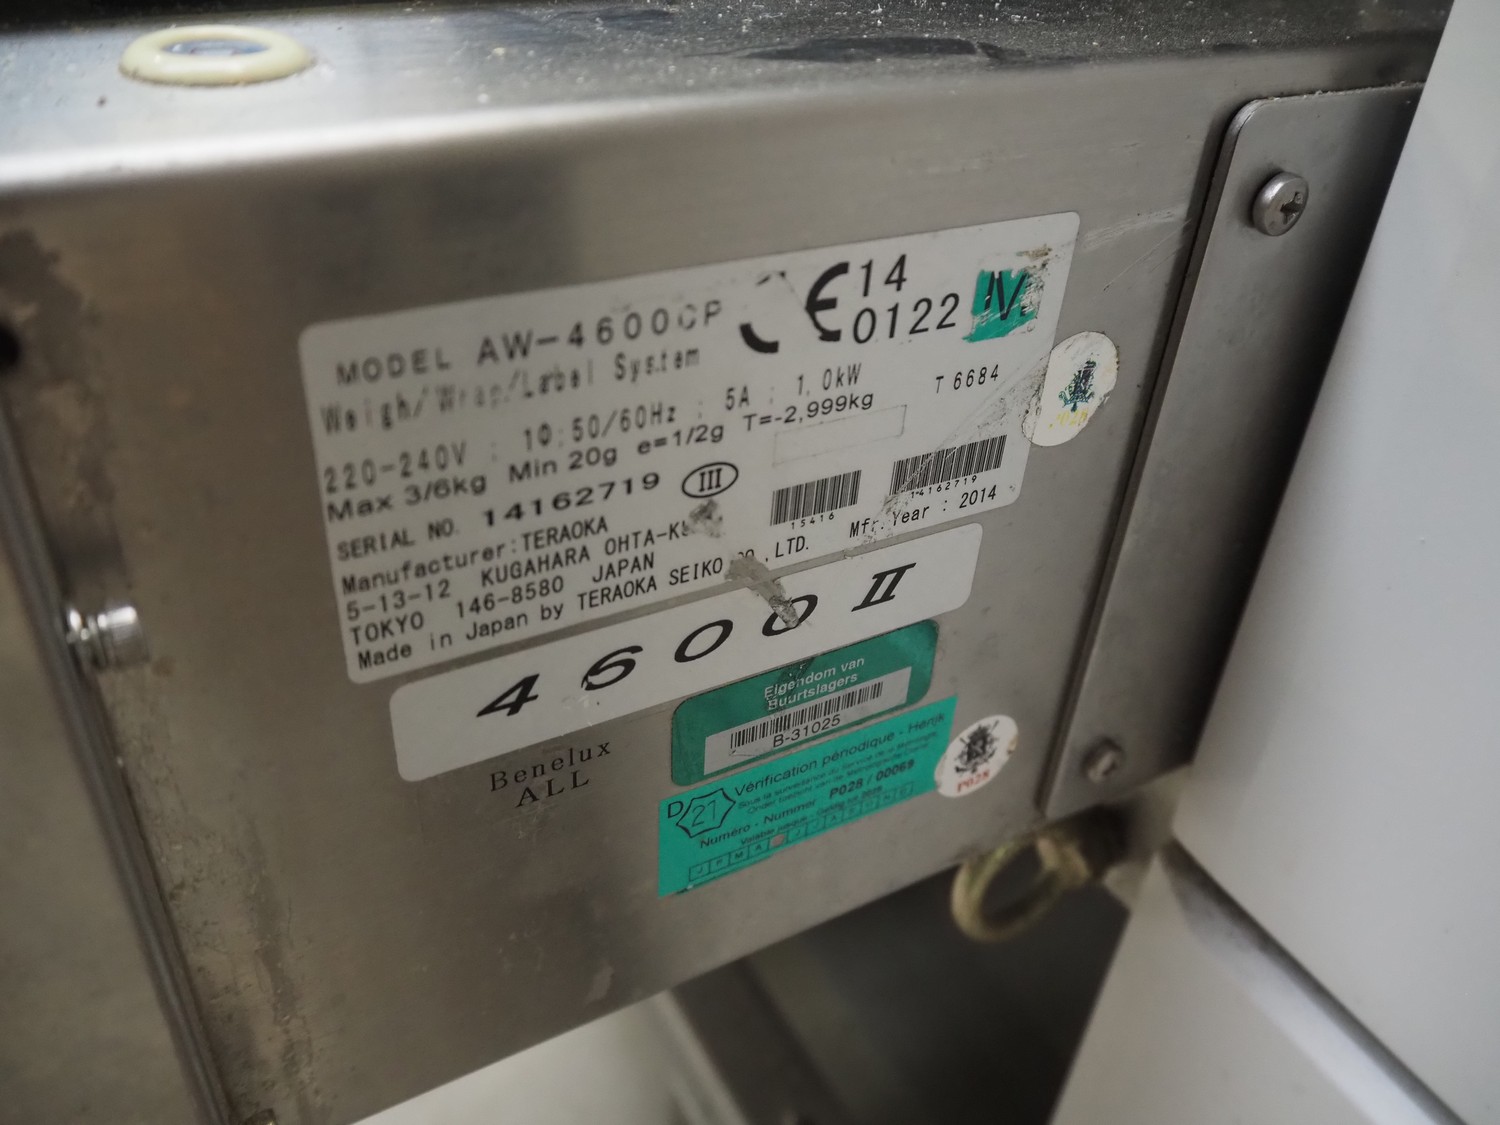 MODEL AW-4600CP
CE 14
0122
IV
Weigh/Wrap/Label System
220-240V : 1Φ:50/60Hz : 5A : 1.0kW
T 6684
Max 3/6kg Min 20g e=1/2g T=-2,999kg
SERIAL NO. 14162719 III
15416
14162719
Manufacturer:TERAOKA
5-13-12 KUGAHARA OHTA-K
TOKYO 146-8580 JAPAN
Made in Japan by TERAOKA SEIKO CO.,LTD.
Mfr. Year : 2014
4600 II
Benelux
ALL
Eigendom van
Buurtslagers
B-31025
D 21
Vérification périodique - Herijk
Numéro - Nummer P028/00069
P028